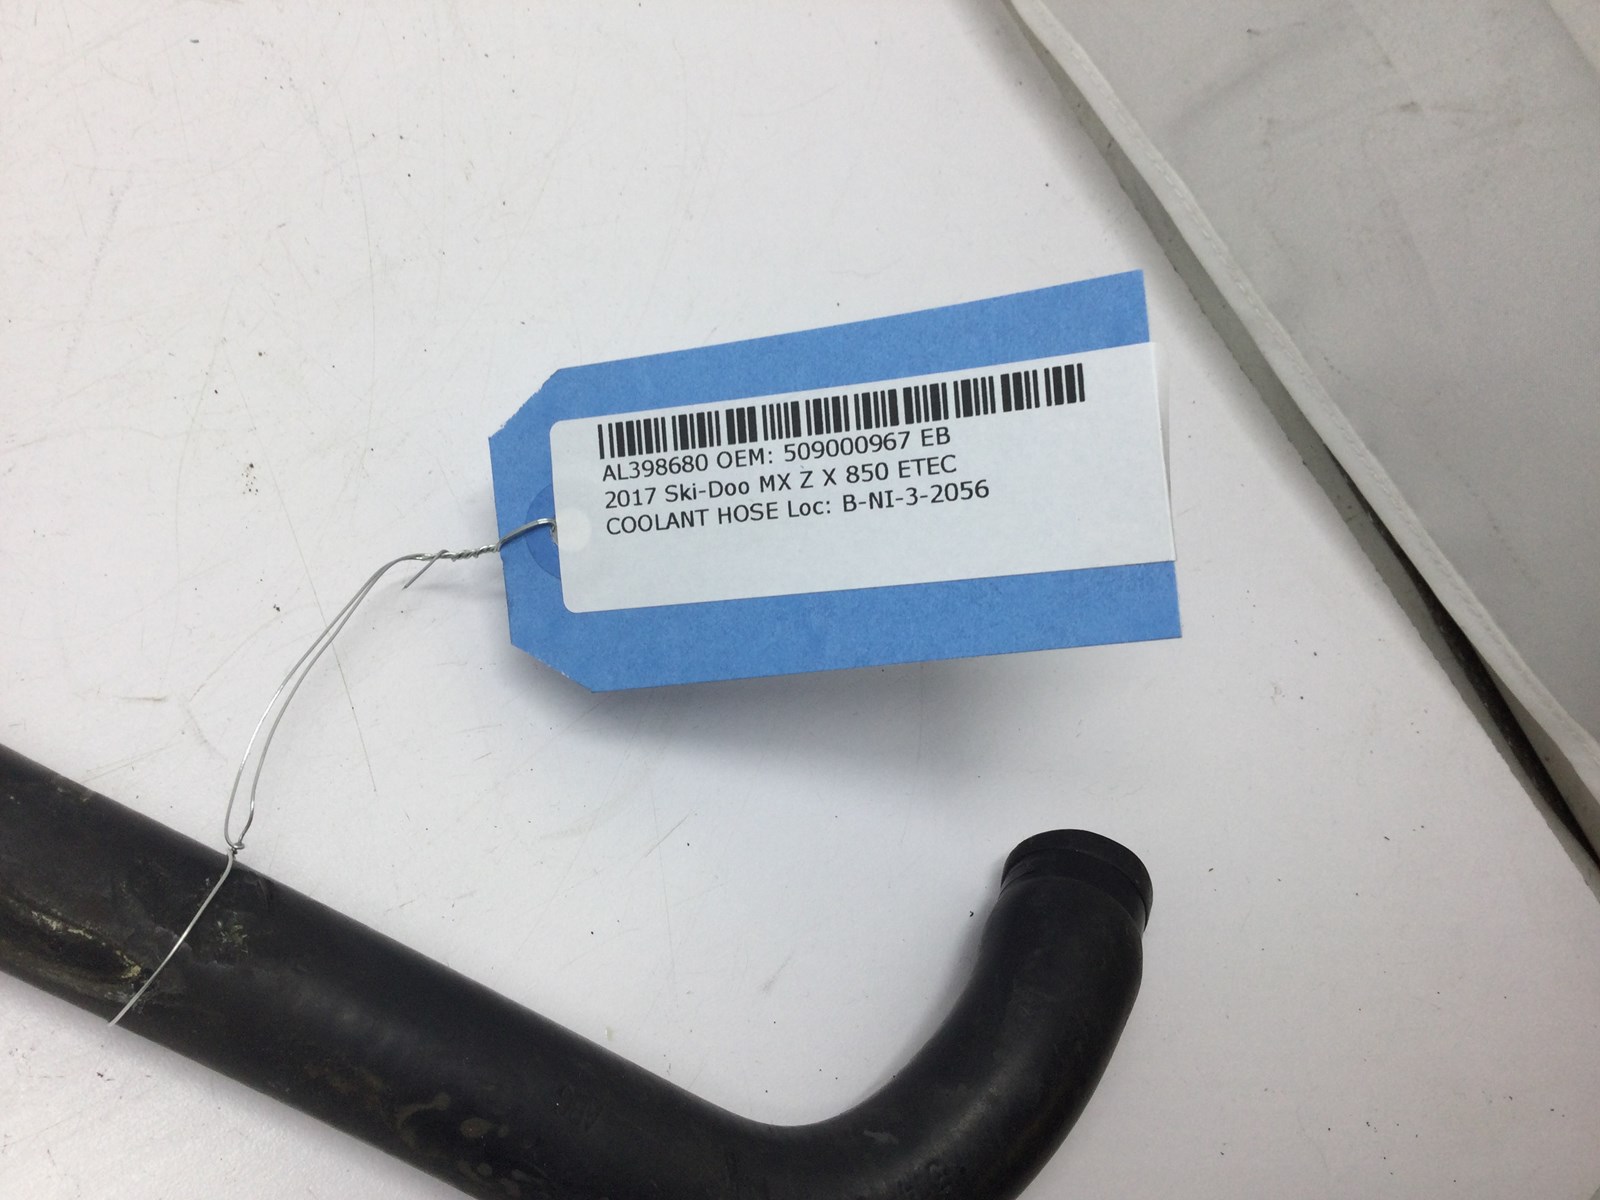 AL398680 OEM: 509000967 EB
2017 Ski-Doo MX Z X 850 ETEC
COOLANT HOSE Loc: B-NI-3-2056